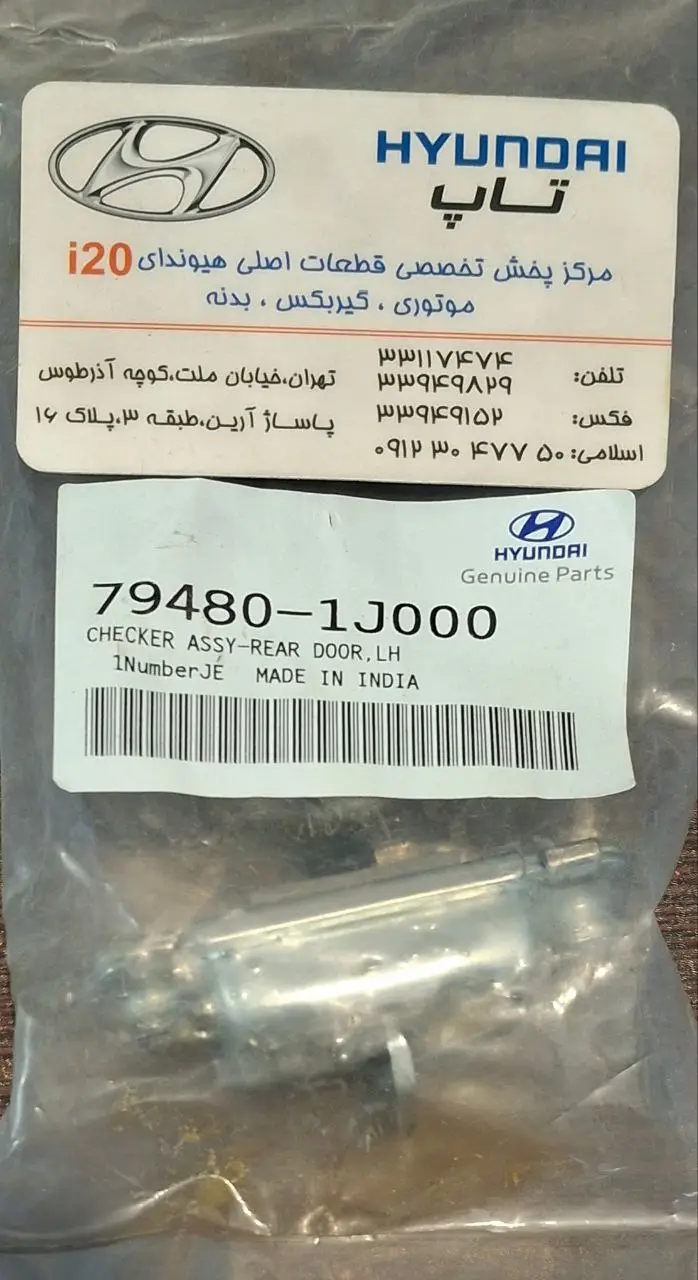 HYUNDAI
تاپ
مرکز پخش تخصصی قطعات اصلی هیوندای i20
موتوری ، گیربکس ، بدنه
تلفن: ۳۳۱۱۷۴۷۴
۳۳۹۴۹۸۲۹
فکس: ۳۳۹۴۹۱۵۲
اسلامی: ۰۹۱۲ ۳۰ ۴۷۷ ۵۰
تهران،خیابان ملت،کوچه آذرطوس
پاساژ آرین،طبقه ۳،پلاک ۱۶
HYUNDAI
Genuine Parts
79480-1J000
CHECKER ASSY-REAR DOOR,LH
1NumberJÉ MADE IN INDIA